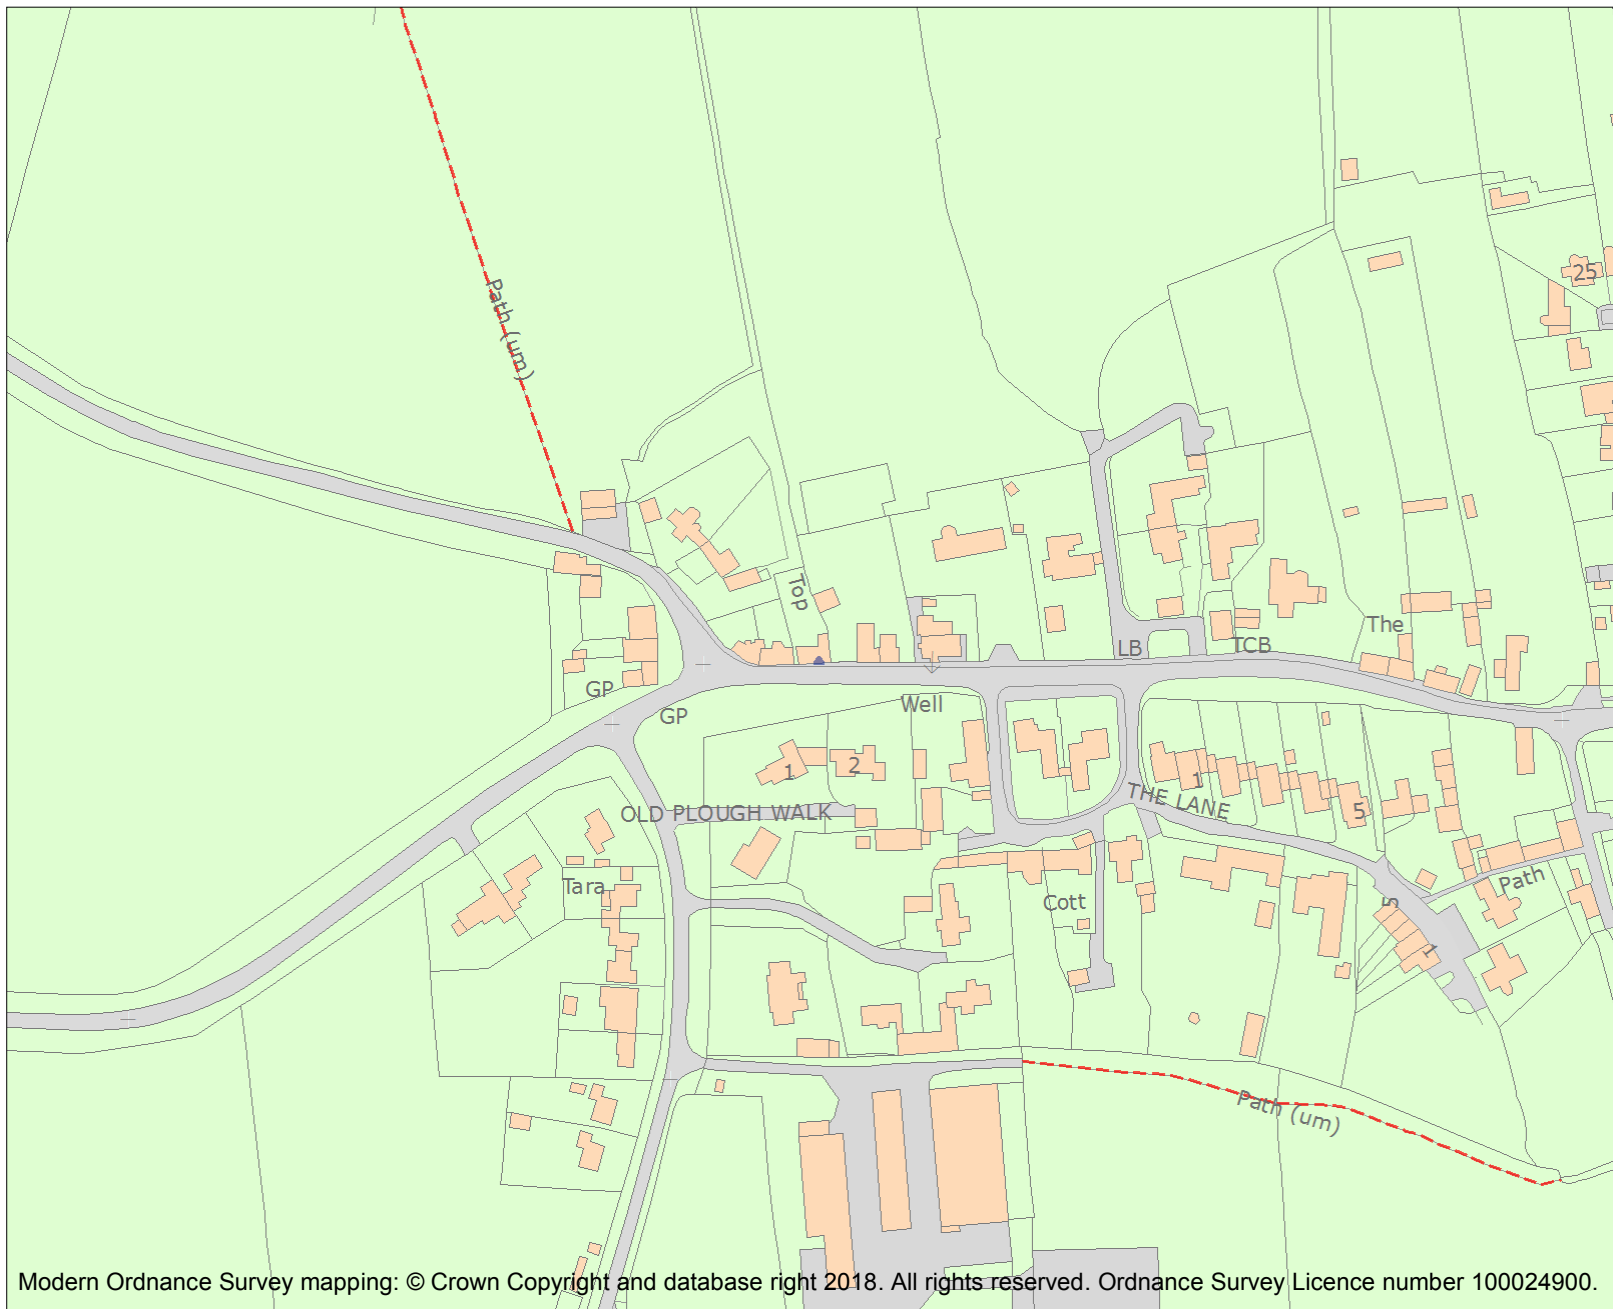 Path (um)
25
Top
The
LB
TCB
GP
GP
Well
1
2
1
THE LANE
5
OLD PLOUGH WALK
Tara
Cott
Path
5
1
Path (um)
Modern Ordnance Survey mapping: © Crown Copyright and database right 2018. All rights reserved. Ordnance Survey Licence number 100024900.